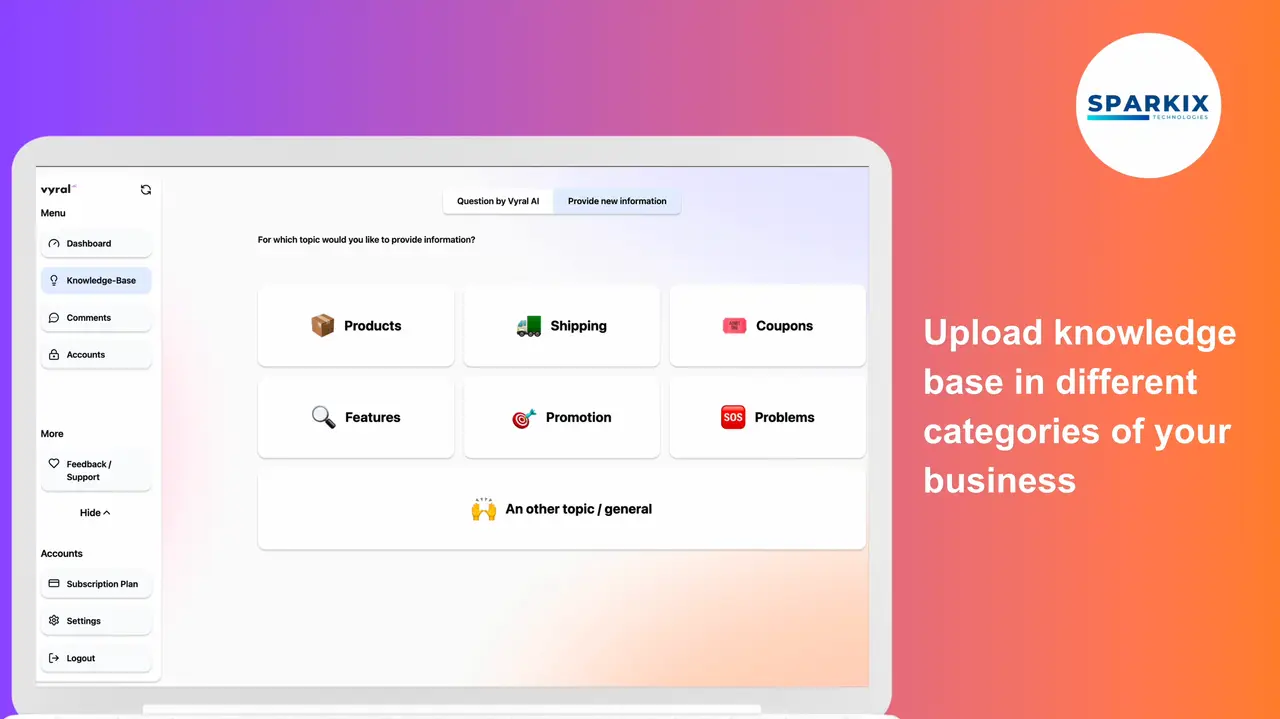 SPARKIX
TECHNOLOGIES
vyral
Menu
Dashboard
Knowledge-Base
Comments
Accounts
More
Feedback /
Support
Hide
Accounts
Subscription Plan
Settings
Logout
Question by Vyral AI
Provide new information
For which topic would you like to provide information?
Products
Shipping
Coupons
Features
Promotion
SOS
Problems
An other topic / general
Upload knowledge
base in different
categories of your
business